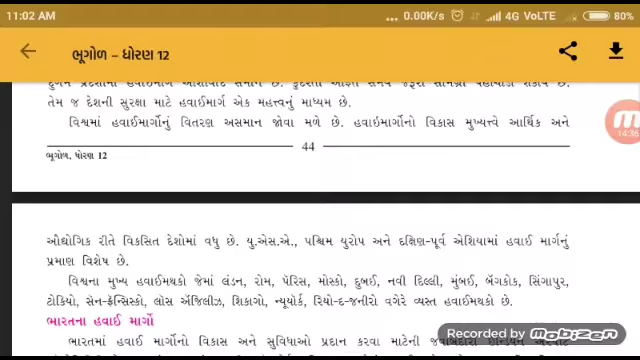 11:02 AM ... 0.00K/s 4G VoLTE 80%
ભૂગોળ – ધોરણ 12
તેમ જ દેશની સુરક્ષા માટે હવાઈમાર્ગ એક મહત્ત્વનું માધ્યમ છે.
વિશ્વમાં હવાઈમાર્ગોનું વિતરણ અસમાન જોવા મળે છે. હવાઇમાર્ગોનો વિકાસ મુખ્યત્વે આર્થિક અને
14:36
44
ભૂગોળ, ધોરણ 12
ઔદ્યોગિક રીતે વિકસિત દેશોમાં વધુ છે. યુ.એસ.એ., પશ્ચિમ યુરોપ અને દક્ષિણ-પૂર્વ એશિયામાં હવાઈ માર્ગનું
પ્રમાણ વિશેષ છે.
વિશ્વના મુખ્ય હવાઈમથકો જેમાં લંડન, રોમ, પૅરિસ, મોસ્કો, દુબઈ, નવી દિલ્લી, મુંબઈ, બૅંગકોક, સિંગાપુર,
ટોકિયો, સેન-ફ્રૅન્સિસ્કો, લોસ ઍંજિલીઝ, શિકાગો, ન્યૂયોર્ક, રિયો-દ-જનીરો વગેરે વ્યસ્ત હવાઈમથકો છે.
ભારતના હવાઈ માર્ગો
ભારતમાં હવાઈ માર્ગોનો વિકાસ અને સુવિધાઓ પ્રદાન કરવા માટેની
Recorded by Mobizen